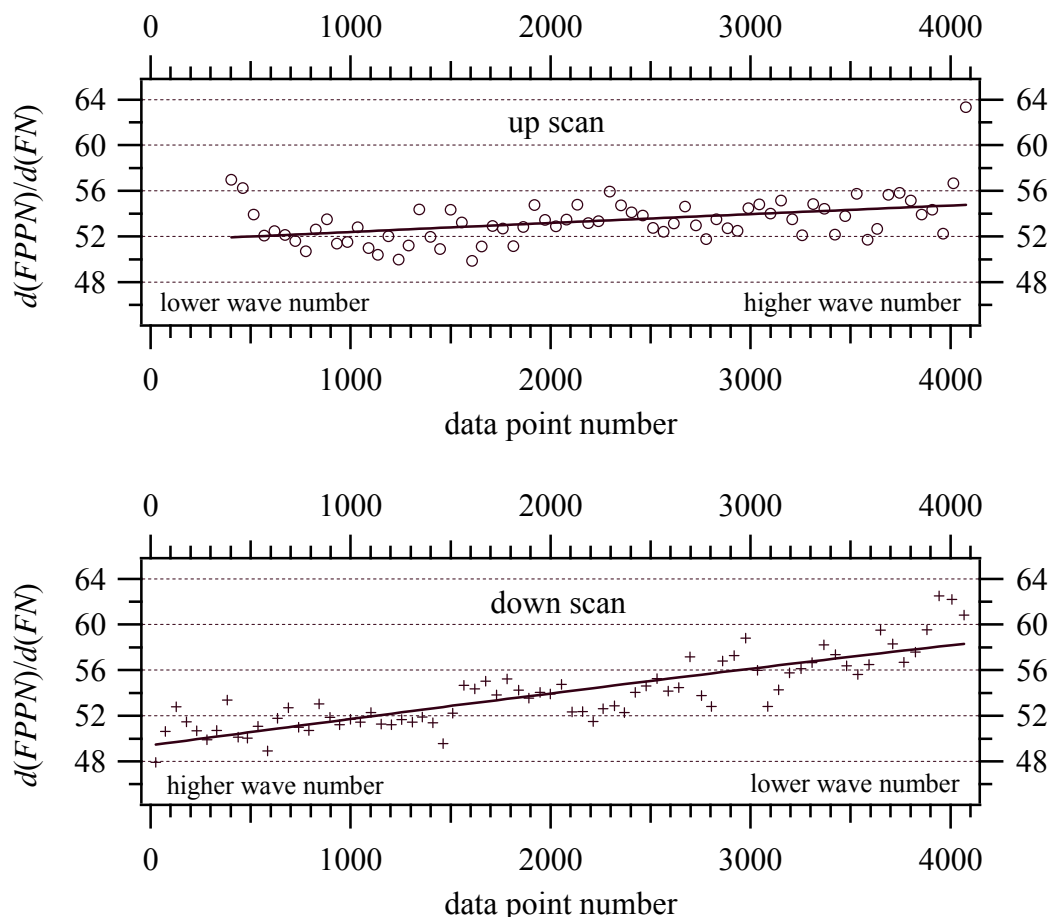 0 1000 2000 3000 4000
64 64
up scan
60 60
56 56
52 52
48 48
d(FPPN)/d(FN)
lower wave number higher wave number
0 1000 2000 3000 4000
data point number
0 1000 2000 3000 4000
64 64
down scan
60 60
56 56
52 52
48 48
d(FPPN)/d(FN)
higher wave number lower wave number
0 1000 2000 3000 4000
data point number